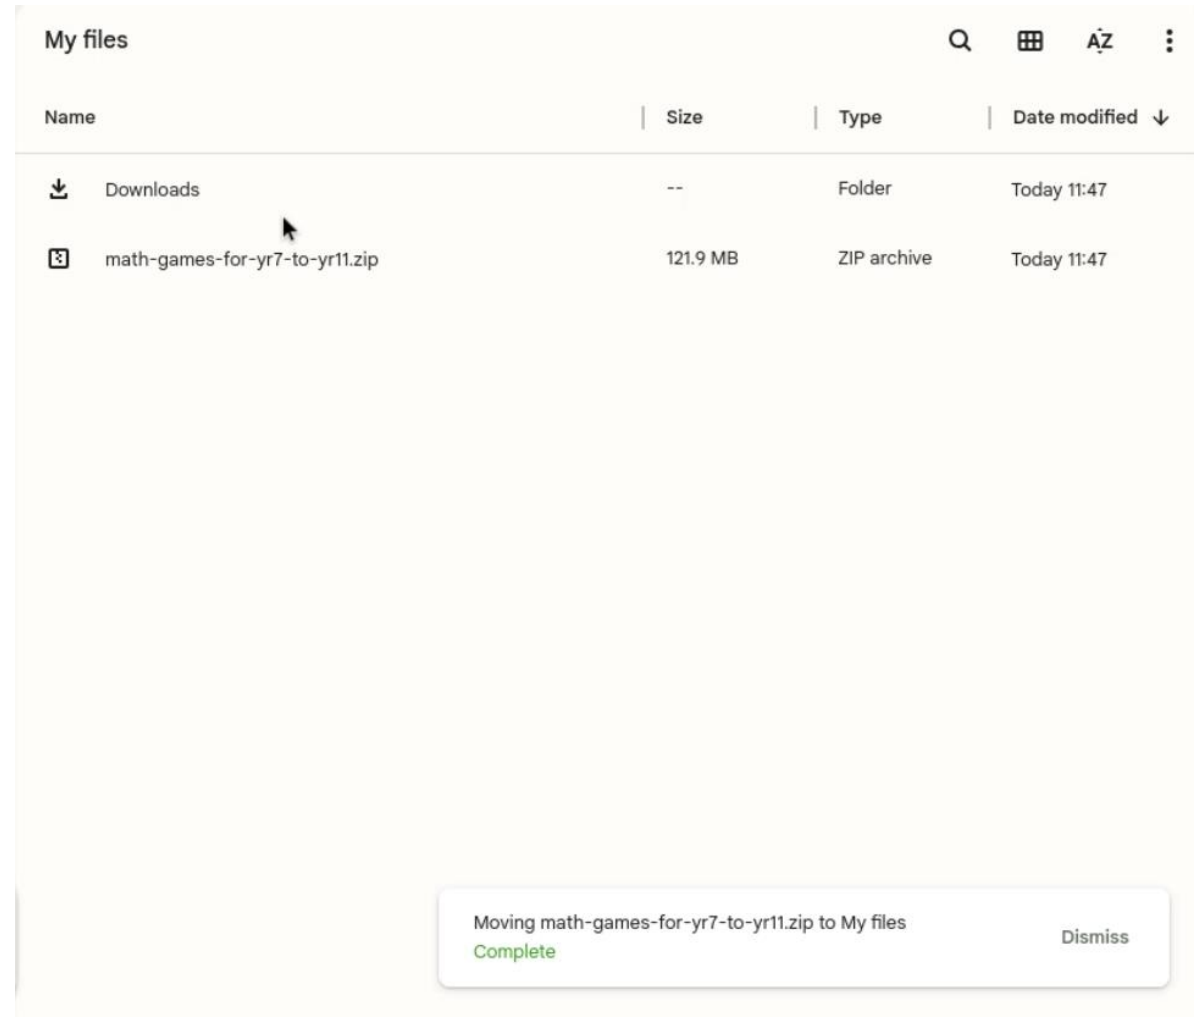 My files
AZ
Name Size Type Date modified
Downloads -- Folder Today 11:47
math-games-for-yr7-to-yr11.zip 121.9 MB ZIP archive Today 11:47
Moving math-games-for-yr7-to-yr11.zip to My files
Complete
Dismiss